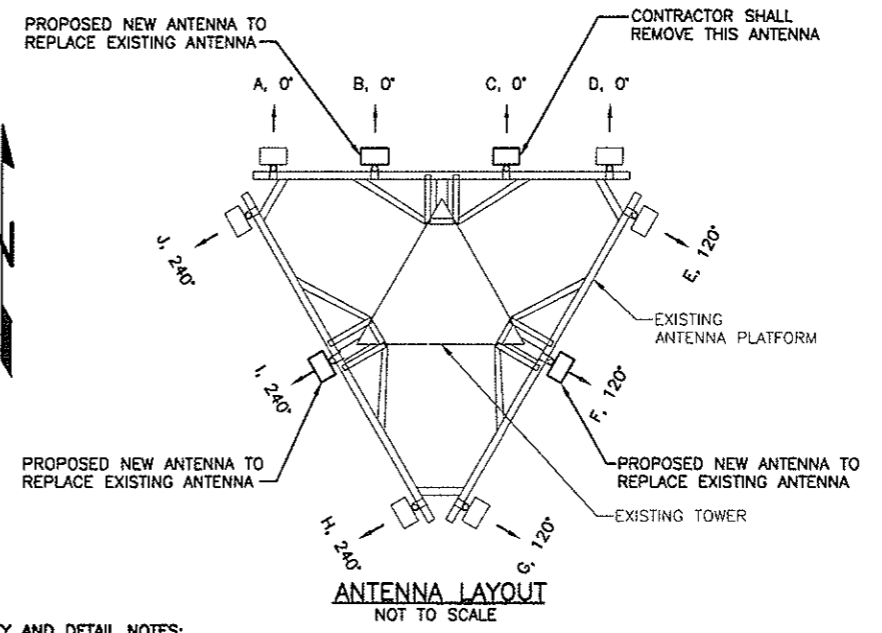 PROPOSED NEW ANTENNA TO
REPLACE EXISTING ANTENNA
CONTRACTOR SHALL
REMOVE THIS ANTENNA
A, 0°
B, 0°
C, 0°
D, 0°
N
J, 240°
E, 120°
EXISTING
ANTENNA PLATFORM
I, 240°
F, 120°
PROPOSED NEW ANTENNA TO
REPLACE EXISTING ANTENNA
PROPOSED NEW ANTENNA TO
REPLACE EXISTING ANTENNA
H, 240°
G, 120°
EXISTING TOWER
ANTENNA LAYOUT
NOT TO SCALE
AND DETAIL NOTES: